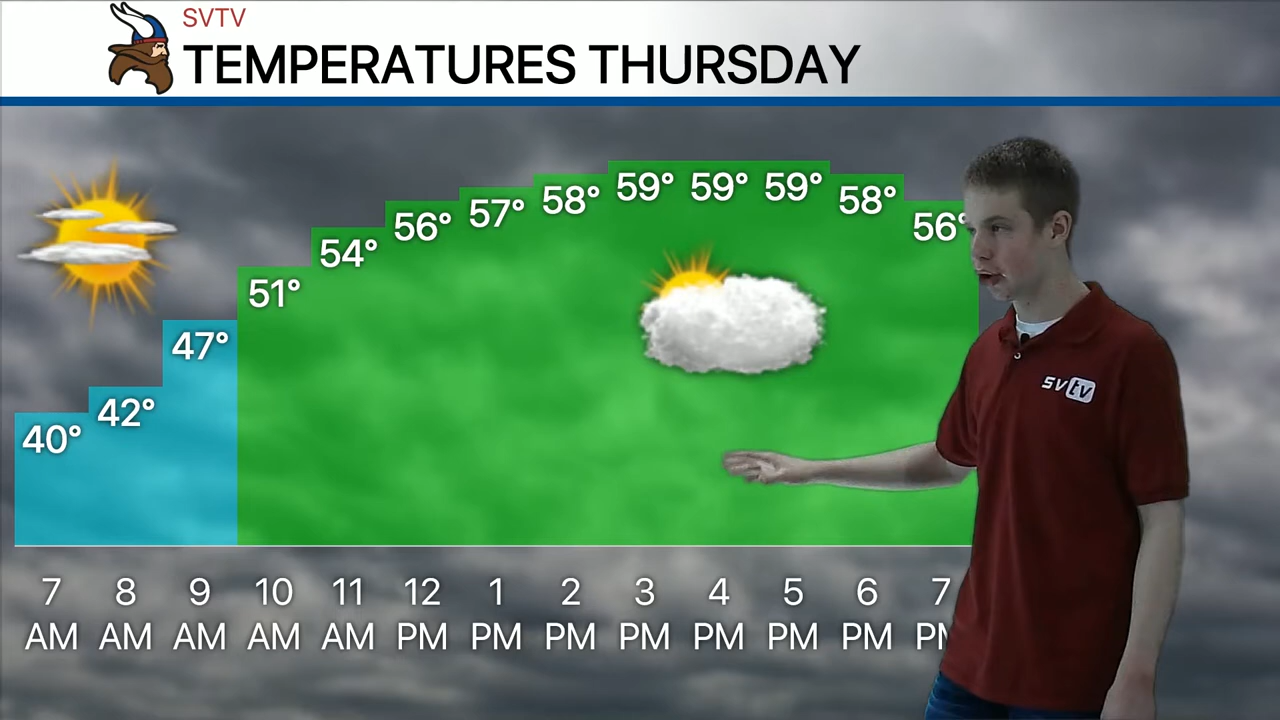 SVTV
TEMPERATURES THURSDAY
40° 42° 47° 51° 54° 56° 57° 58° 59° 59° 59° 58° 56°
7 8 9 10 11 12 1 2 3 4 5 6 7
AM AM AM AM AM PM PM PM PM PM PM PM
svtv